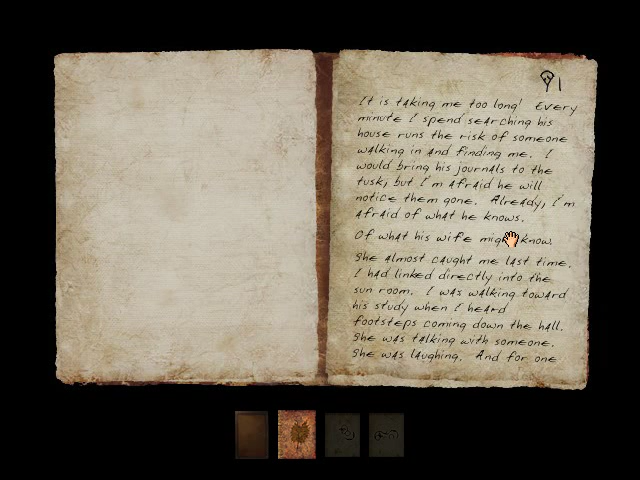 91
It is taking me too long! Every
minute I spend searching his
house runs the risk of someone
walking in and finding me. I
would bring his journals to the
tusk, but I'm afraid he will
notice them gone. Already, I'm
afraid of what he knows.
Of what his wife might know.
She almost caught me last time.
I had linked directly into the
sun room. I was walking toward
his study when I heard
footsteps coming down the hall.
She was talking with someone.
She was laughing. And for one